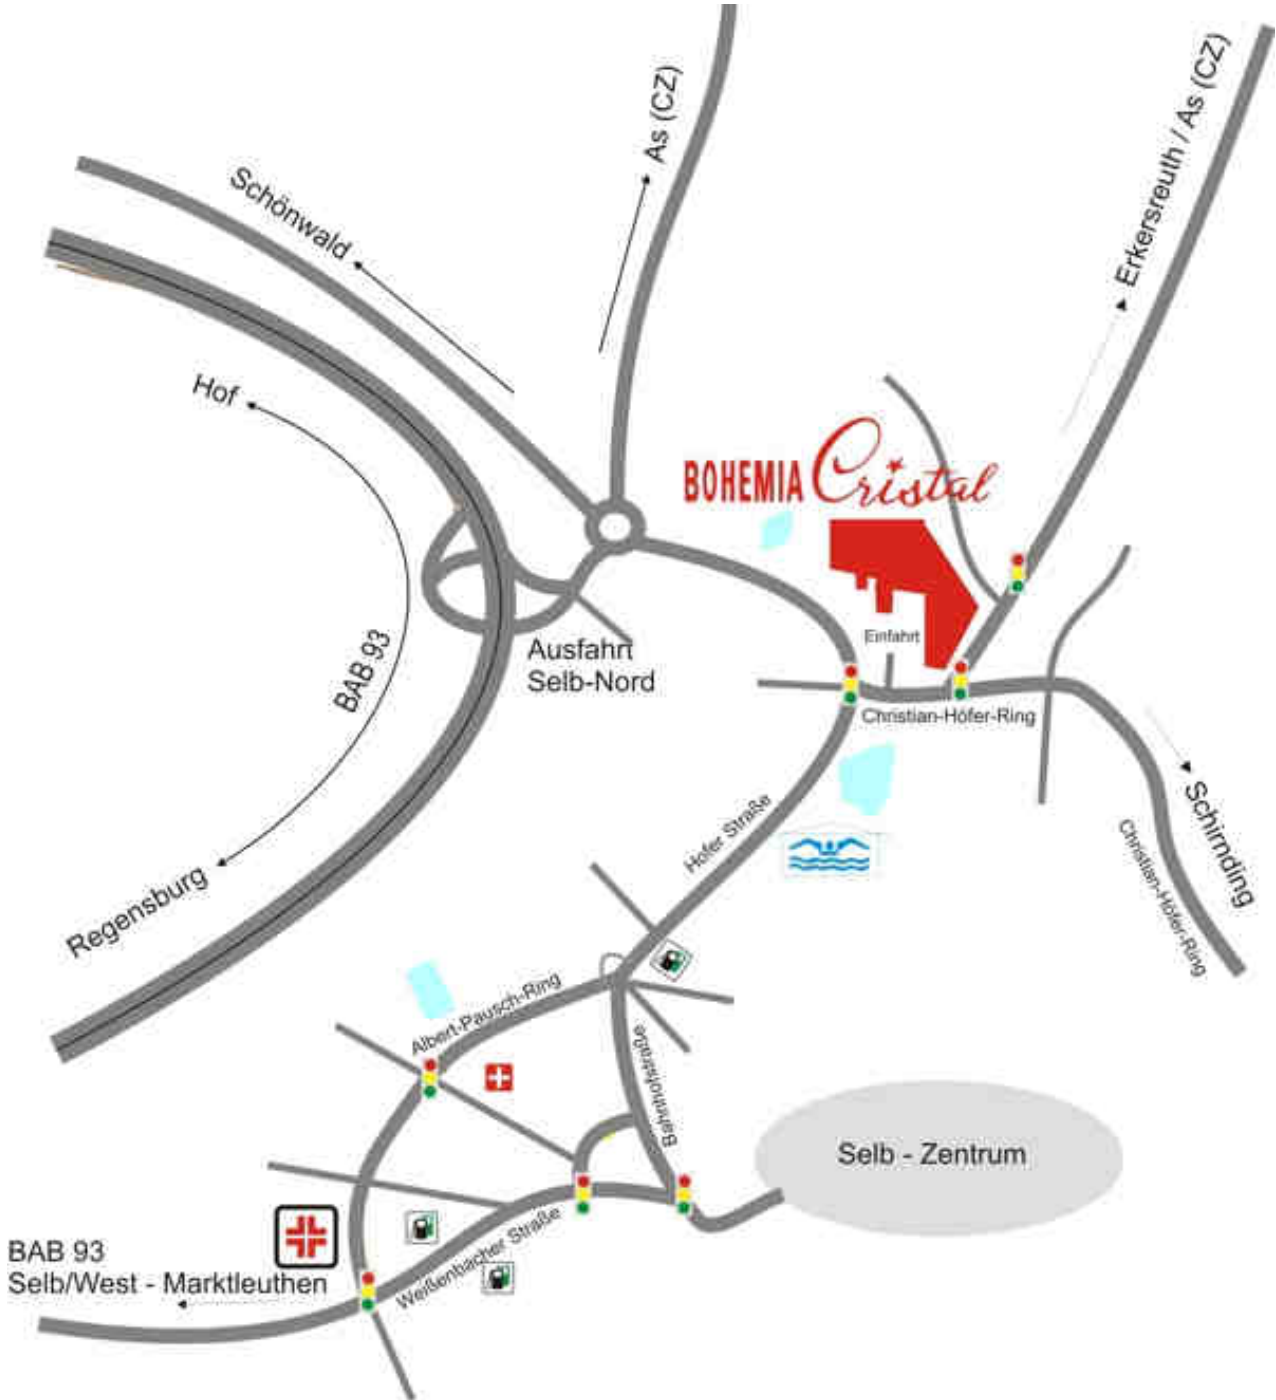 As (CZ)
Erkersreuth / As (CZ)
Schönwald
Hof
BOHEMIA Cristal
Einfahrt
Ausfahrt
Selb-Nord
BAB 93
Christian-Höfer-Ring
Hofer Straße
Schirnding
Christian-Höfer-Ring
Regensburg
Albert-Pausch-Ring
Bahnhofstraße
Selb - Zentrum
Weißenbacher Straße
BAB 93
Selb/West - Marktleuthen